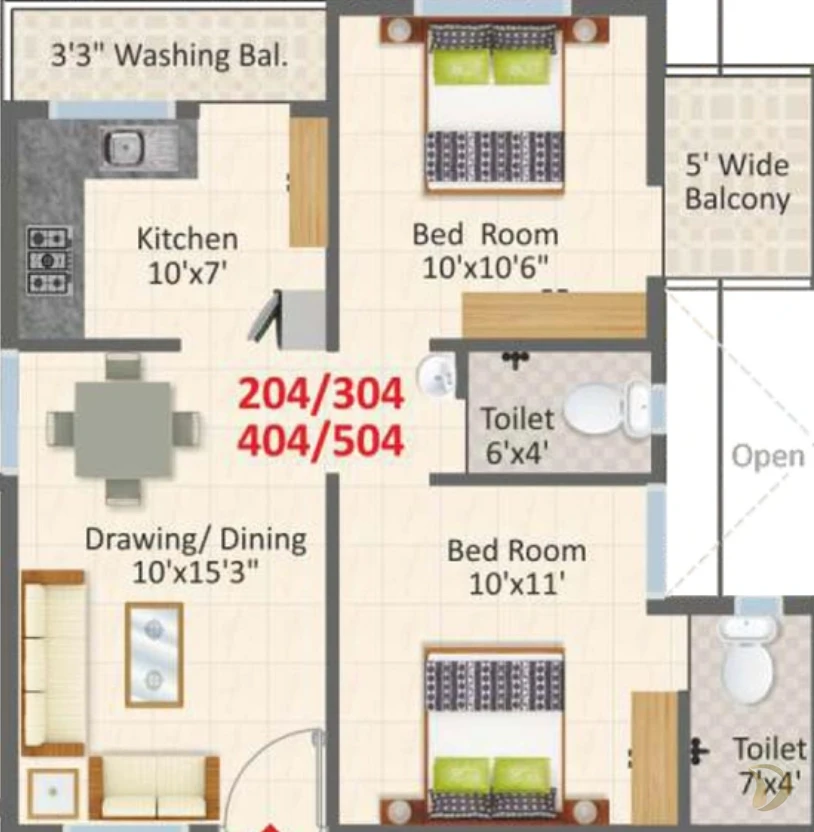 3'3" Washing Bal.
5' Wide
Balcony
Kitchen
10'x7'
Bed Room
10'x10'6"
204/304
404/504
Toilet
6'x4'
Open
Drawing/ Dining
10'x15'3"
Bed Room
10'x11'
Toilet
7'x4'